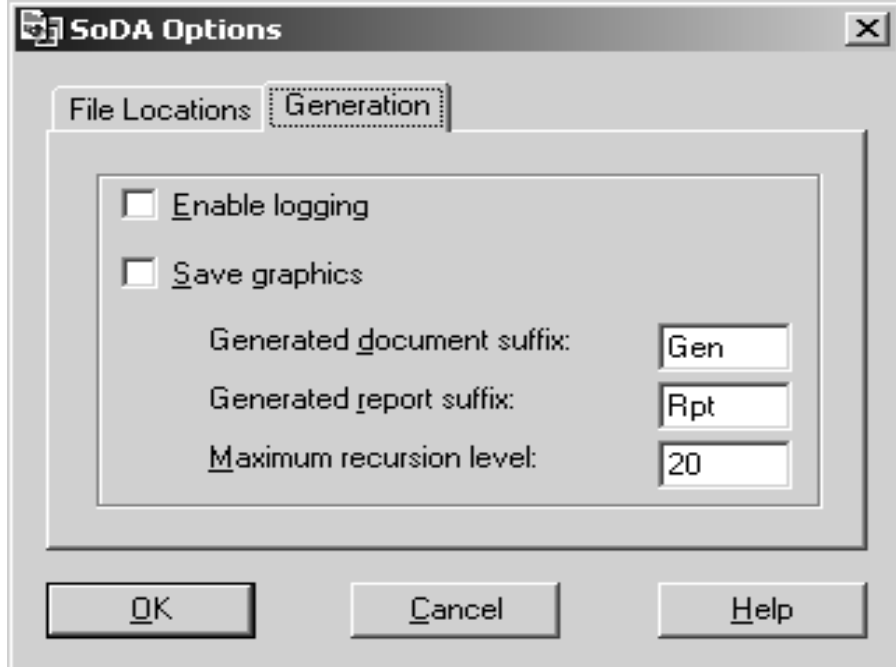 SoDA Options
File Locations Generation
Enable logging
Save graphics
Generated document suffix: Gen
Generated report suffix: Rpt
Maximum recursion level: 20
OK Cancel Help